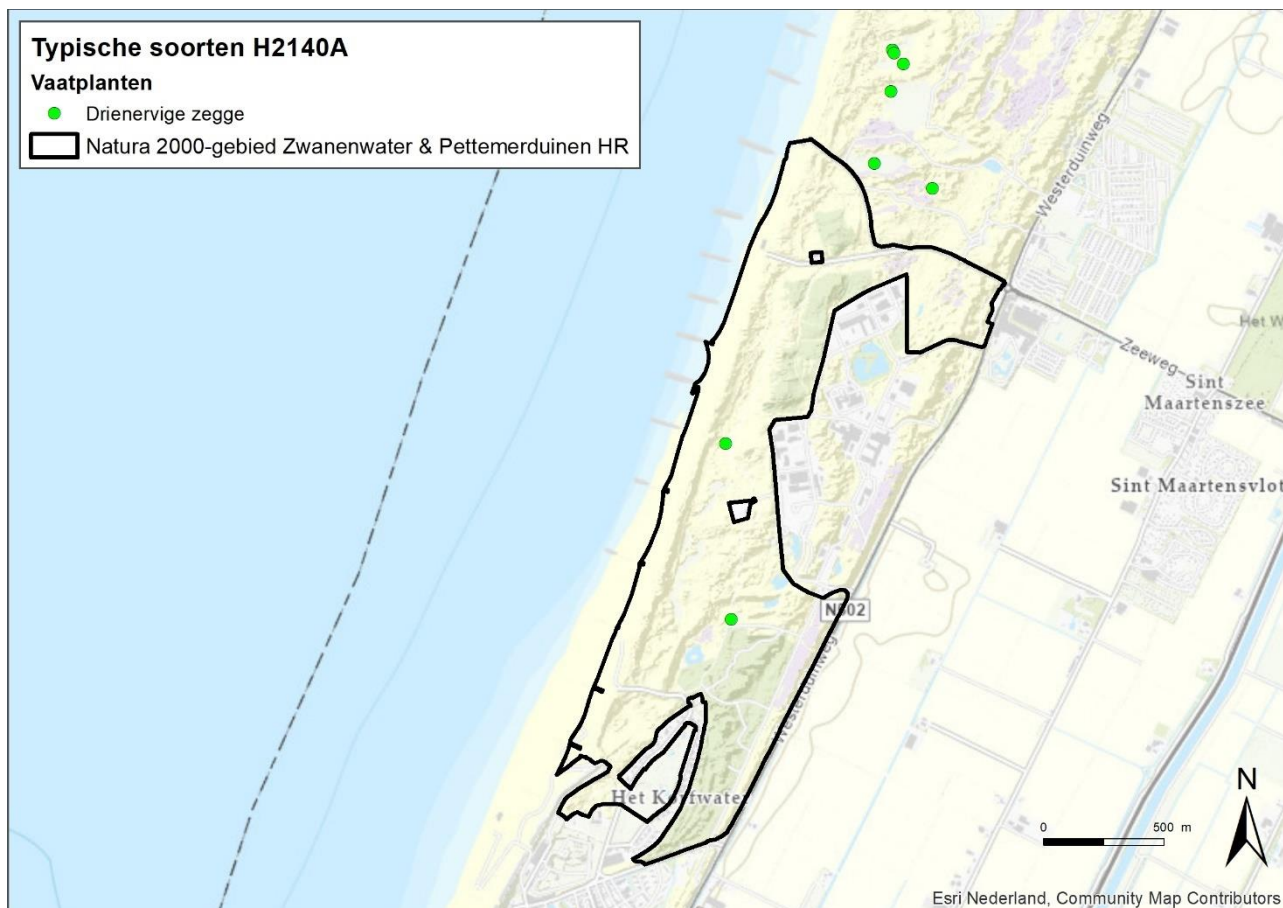 Typische soorten H2140A
Vaatplanten
Drienervige zegge
Natura 2000-gebied Zwanenwater & Pettemerduinen HR
Westerduinweg
Het W
Zeeweg
Sint
Maartenszee
Sint Maartensvlot
N502
Westerduinweg
Het Korfwater
0 500 m
N
Esri Nederland, Community Map Contributors